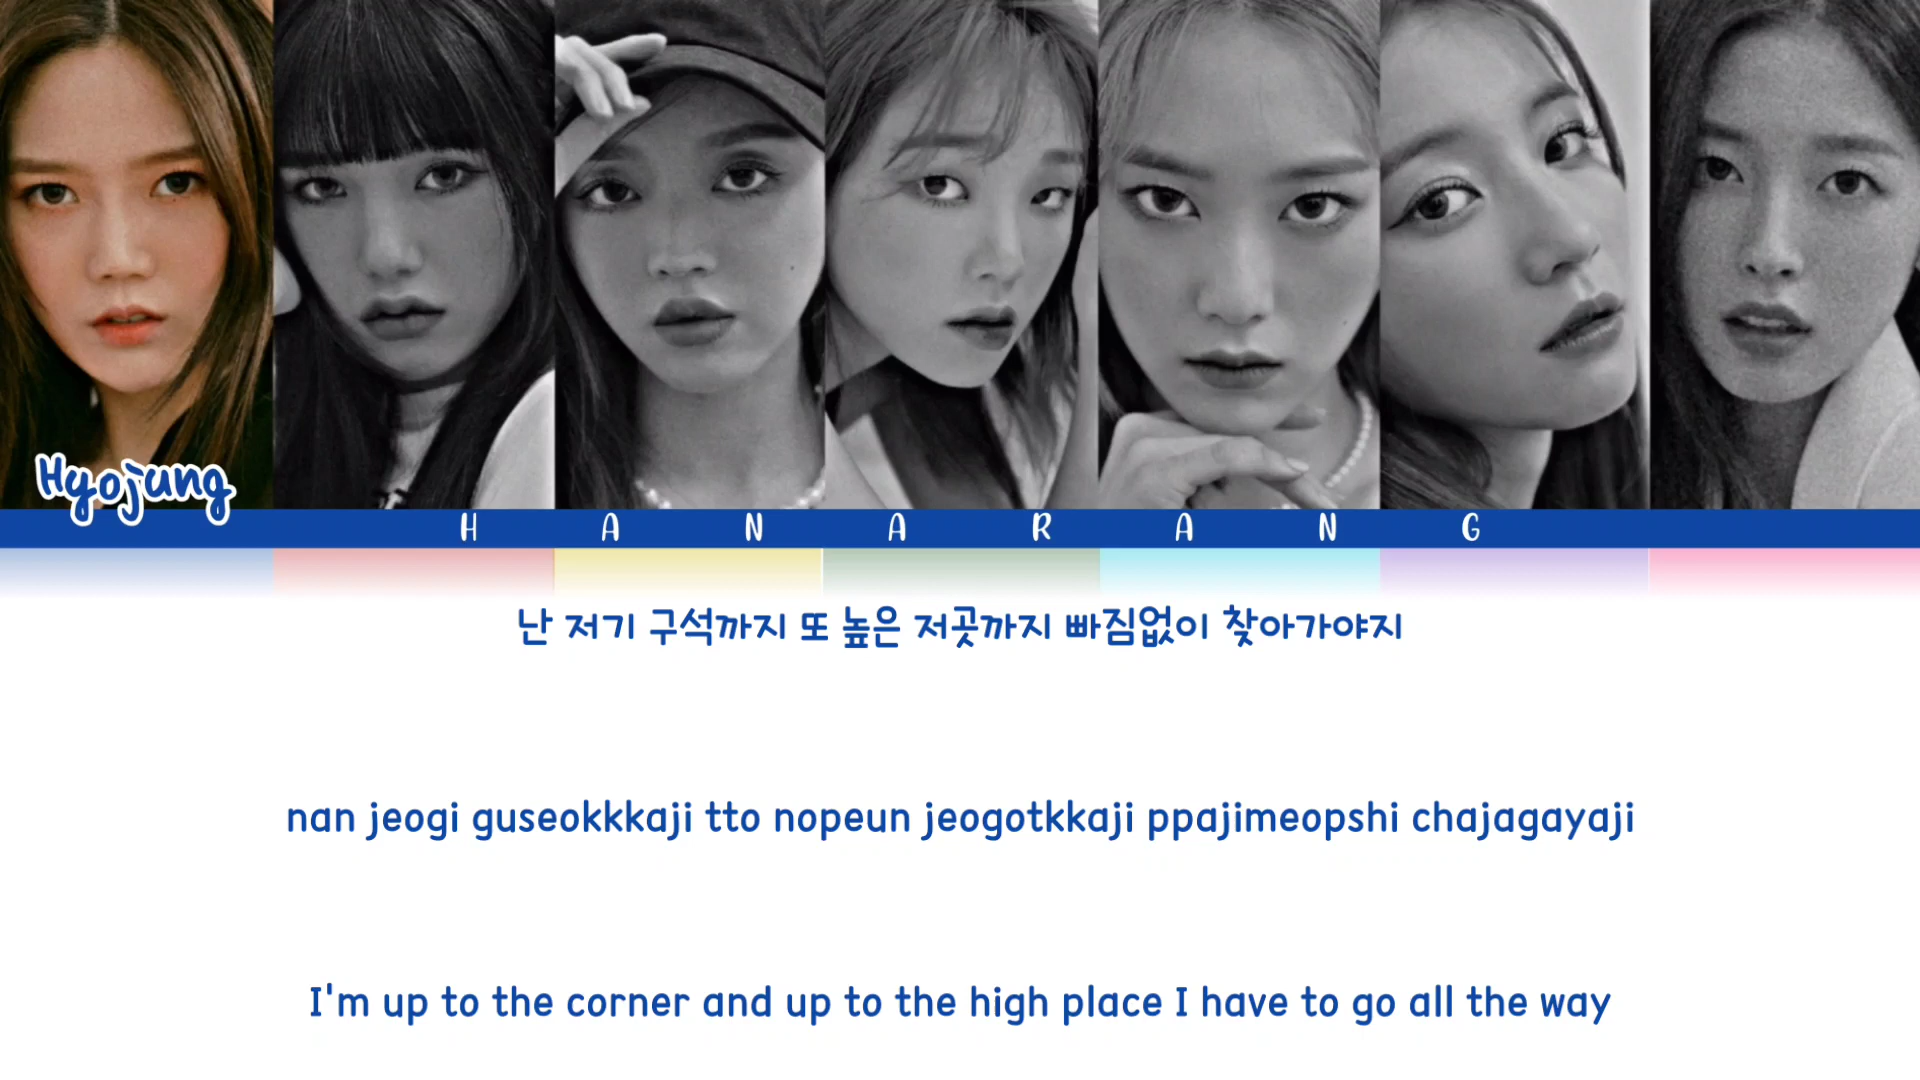 Hyojung
HANARANG
난 저기 구석까지 또 높은 저곳까지 빠짐없이 찾아가야지
nan jeogi guseokkkaji tto nopeun jeogotkkaji ppajimeopshi chajagayaji
I'm up to the corner and up to the high place I have to go all the way